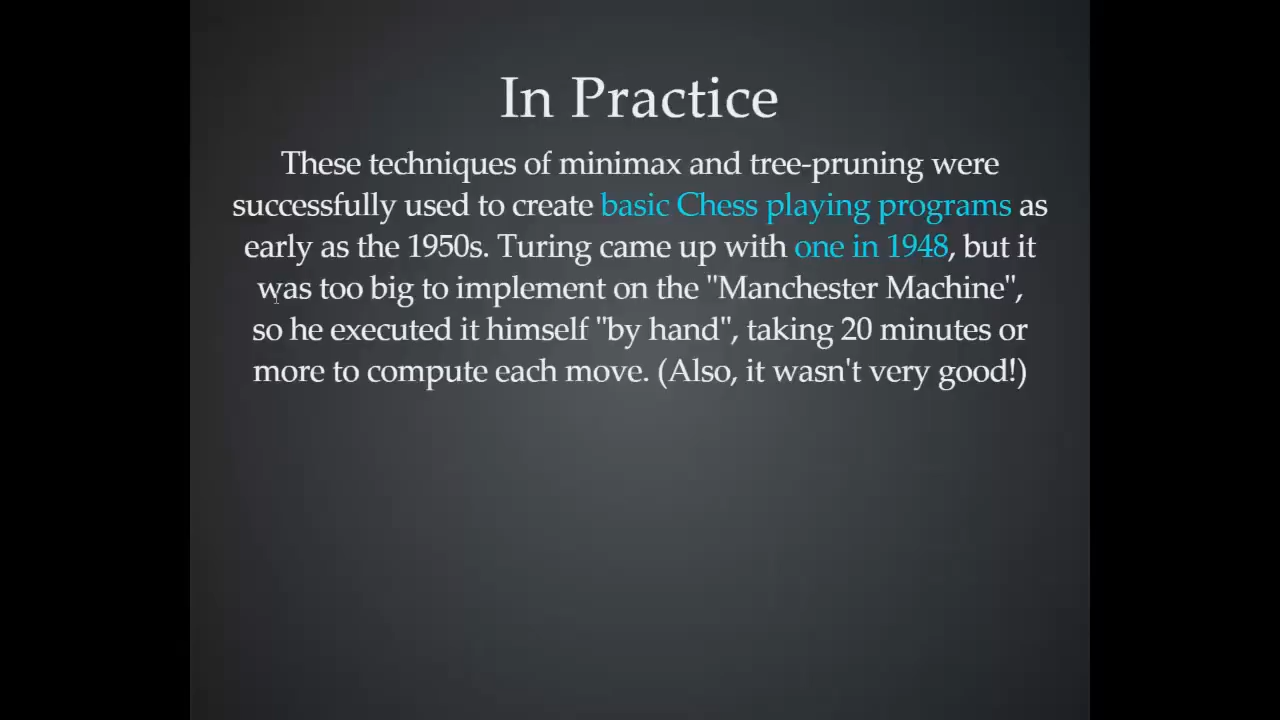 In Practice
These techniques of minimax and tree-pruning were
successfully used to create basic Chess playing programs as
early as the 1950s. Turing came up with one in 1948, but it
was too big to implement on the "Manchester Machine",
so he executed it himself "by hand", taking 20 minutes or
more to compute each move. (Also, it wasn't very good!)